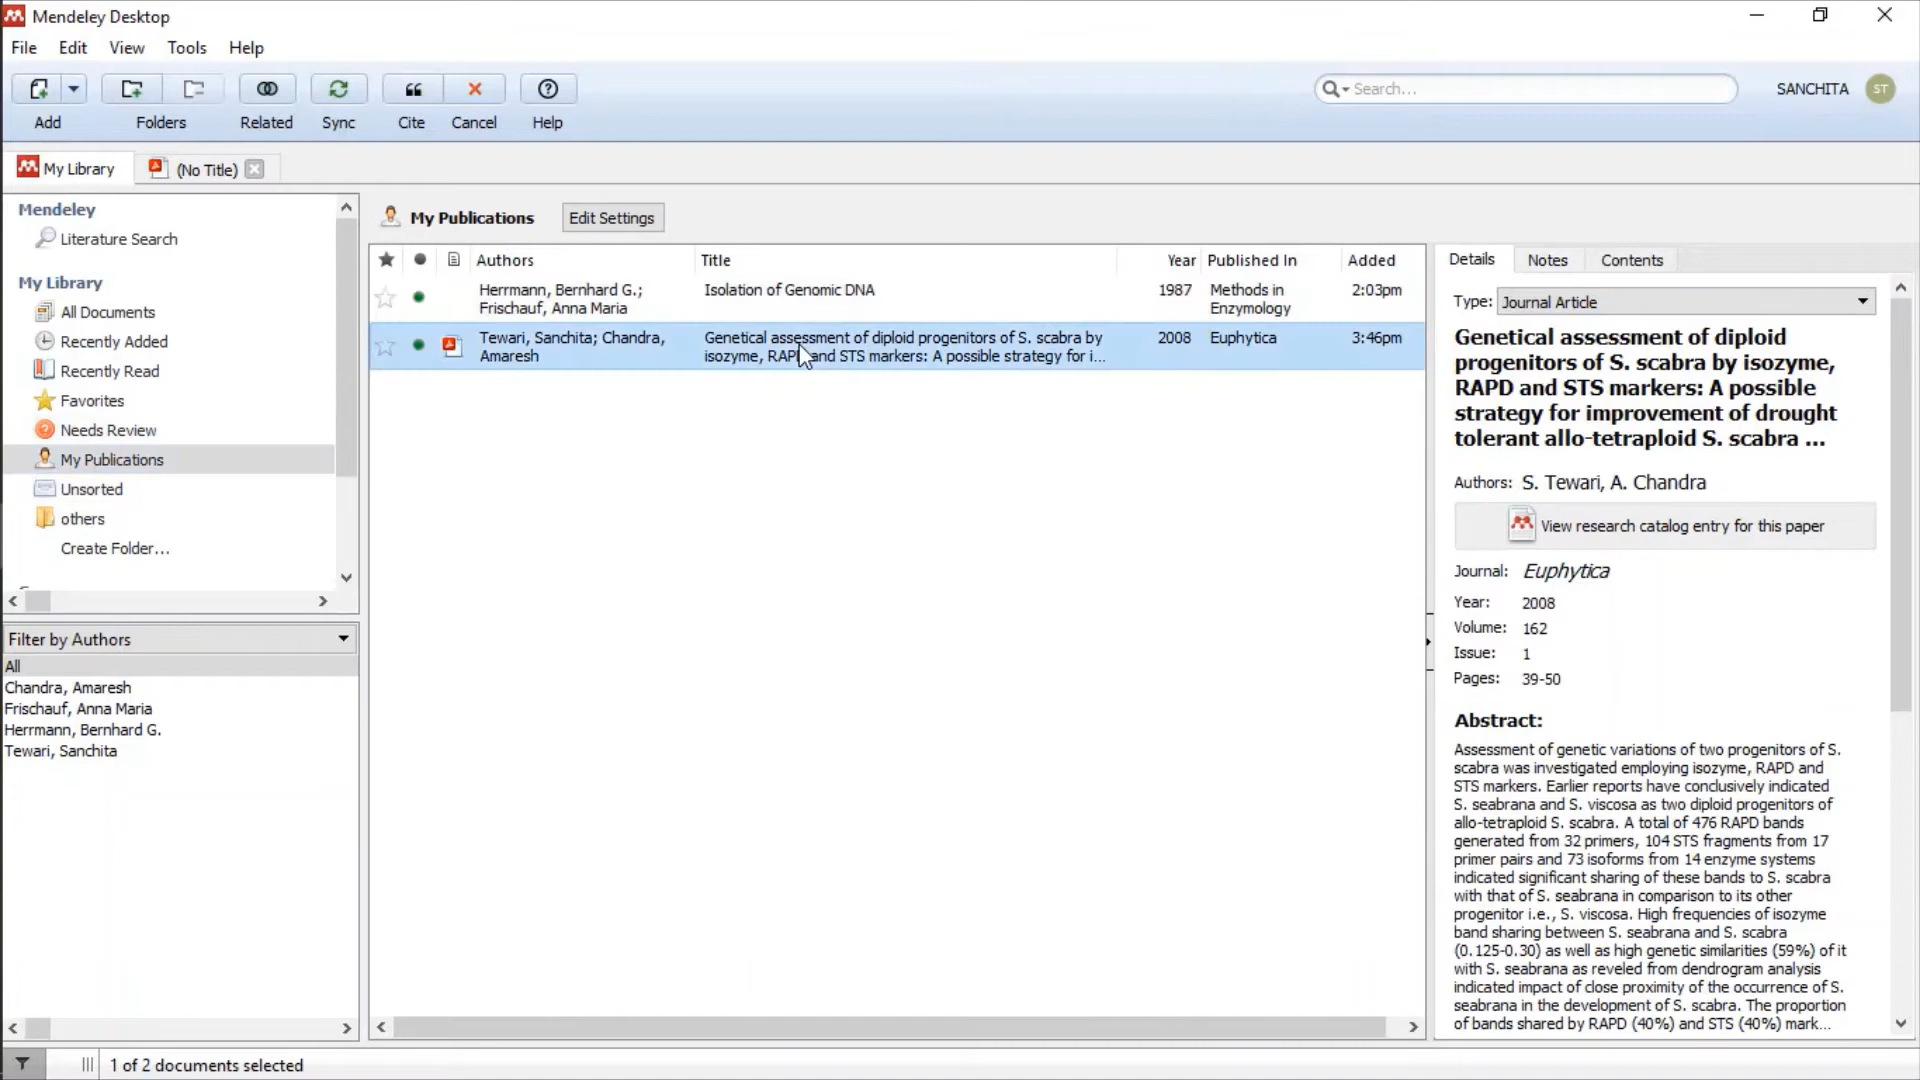 Mendeley Desktop
File Edit View Tools Help
Search...
SANCHITA ST
Add Folders Related Sync Cite Cancel Help
My Library (No Title)
Mendeley
Literature Search
My Library
All Documents
Recently Added
Recently Read
Favorites
Needs Review
My Publications
Unsorted
others
Create Folder...
Filter by Authors
All
Chandra, Amaresh
Frischauf, Anna Maria
Herrmann, Bernhard G.
Tewari, Sanchita
My Publications Edit Settings
Authors Title Year Published In Added
Herrmann, Bernhard G.; Isolation of Genomic DNA 1987 Methods in 2:03pm
Frischauf, Anna Maria Enzymology
Tewari, Sanchita; Chandra, Genetical assessment of diploid progenitors of S. scabra by 2008 Euphytica 3:46pm
Amaresh isozyme, RAPD and STS markers: A possible strategy for i...
Details Notes Contents
Type: Journal Article
Genetical assessment of diploid
progenitors of S. scabra by isozyme,
RAPD and STS markers: A possible
strategy for improvement of drought
tolerant allo-tetraploid S. scabra ...
Authors: S. Tewari, A. Chandra
View research catalog entry for this paper
Journal: Euphytica
Year: 2008
Volume: 162
Issue: 1
Pages: 39-50
Abstract:
Assessment of genetic variations of two progenitors of S.
scabra was investigated employing isozyme, RAPD and
STS markers. Earlier reports have conclusively indicated
S. seabrana and S. viscosa as two diploid progenitors of
allo-tetraploid S. scabra. A total of 476 RAPD bands
generated from 32 primers, 104 STS fragments from 17
primer pairs and 73 isoforms from 14 enzyme systems
indicated significant sharing of these bands to S. scabra
with that of S. seabrana in comparison to its other
progenitor i.e., S. viscosa. High frequencies of isozyme
band sharing between S. seabrana and S. scabra
(0.125-0.30) as well as high genetic similarities (59%) of it
with S. seabrana as reveled from dendrogram analysis
indicated impact of close proximity of the occurrence of S.
seabrana in the development of S. scabra. The proportion
of bands shared by RAPD (40%) and STS (40%) mark...
1 of 2 documents selected